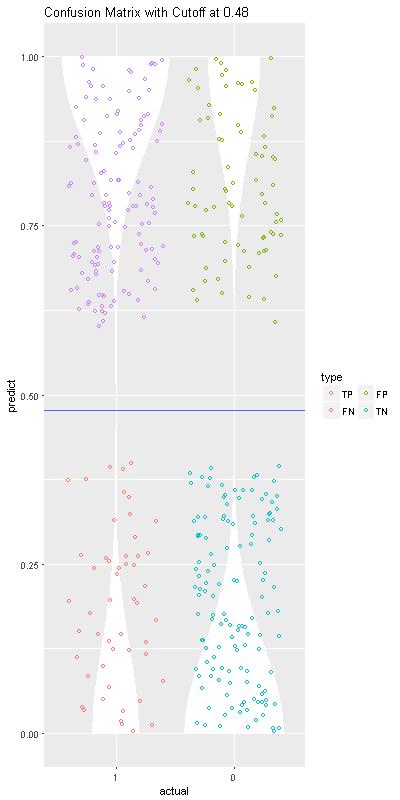 Confusion Matrix with Cutoff at 0.48
1.00
0.75
0.50
0.25
0.00
predict
1
0
actual
type
TP FP
FN TN